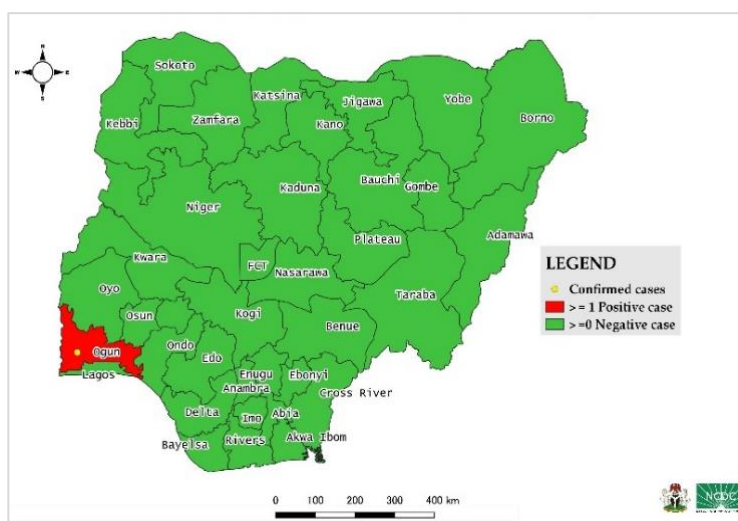 N
W
E
S
Sokoto
Katsina
Jigawa
Yobe
Borno
Kebbi
Zamfara
Kano
Bauchi
Gombe
Kaduna
Niger
Adamawa
Plateau
Kwara
FCT
Nasarawa
Taraba
Oyo
Osun
Kogi
Benue
Ogun
Ondo
Edo
Lagos
Enugu
Ebonyi
Anambra
Cross River
Delta
Imo
Abia
Bayelsa
Rivers
Akwa Ibom
LEGEND
Confirmed cases
>= 1 Positive case
>=0 Negative case
0 100 200 300 400 km
NCDC